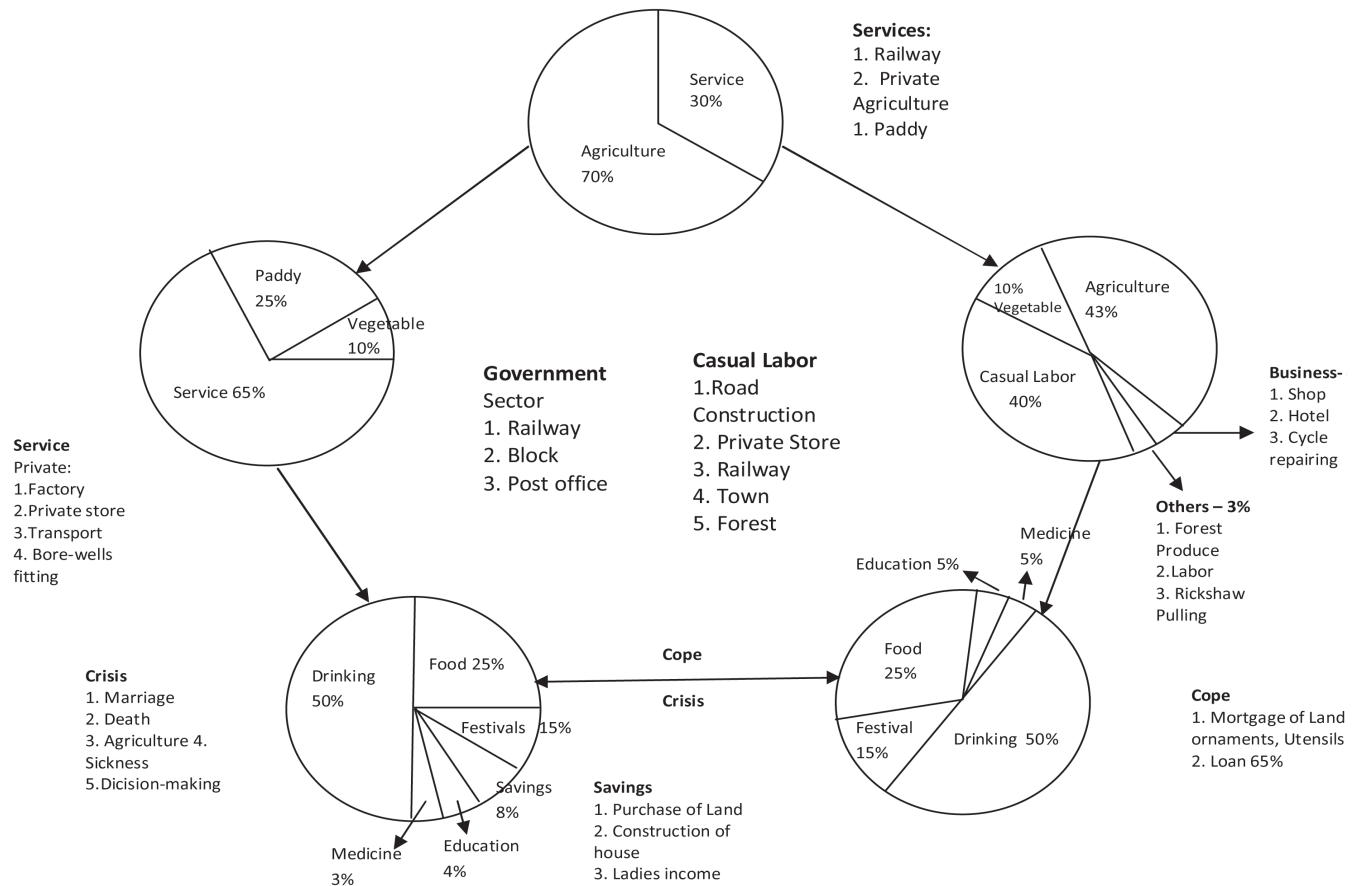 Services:
1. Railway
2. Private
Agriculture
1. Paddy
Service
30%
Agriculture
70%
Paddy
25%
Vegetable
10%
Service 65%
10%
Vegetable
Agriculture
43%
Casual Labor
40%
Government
Sector
1. Railway
2. Block
3. Post office
Casual Labor
1.Road
Construction
2. Private Store
3. Railway
4. Town
5. Forest
Business-
1. Shop
2. Hotel
3. Cycle
repairing
Service
Private:
1.Factory
2.Private store
3.Transport
4. Bore-wells
fitting
Others – 3%
1. Forest
Produce
2.Labor
3. Rickshaw
Pulling
Medicine
5%
Education 5%
Food
25%
Festival
15%
Drinking 50%
Drinking
50%
Food 25%
Festivals 15%
Savings
8%
Education
4%
Medicine
3%
Cope
Crisis
Crisis
1. Marriage
2. Death
3. Agriculture 4.
Sickness
5.Dicision-making
Savings
1. Purchase of Land
2. Construction of
house
3. Ladies income
Cope
1. Mortgage of Land
ornaments, Utensils
2. Loan 65%